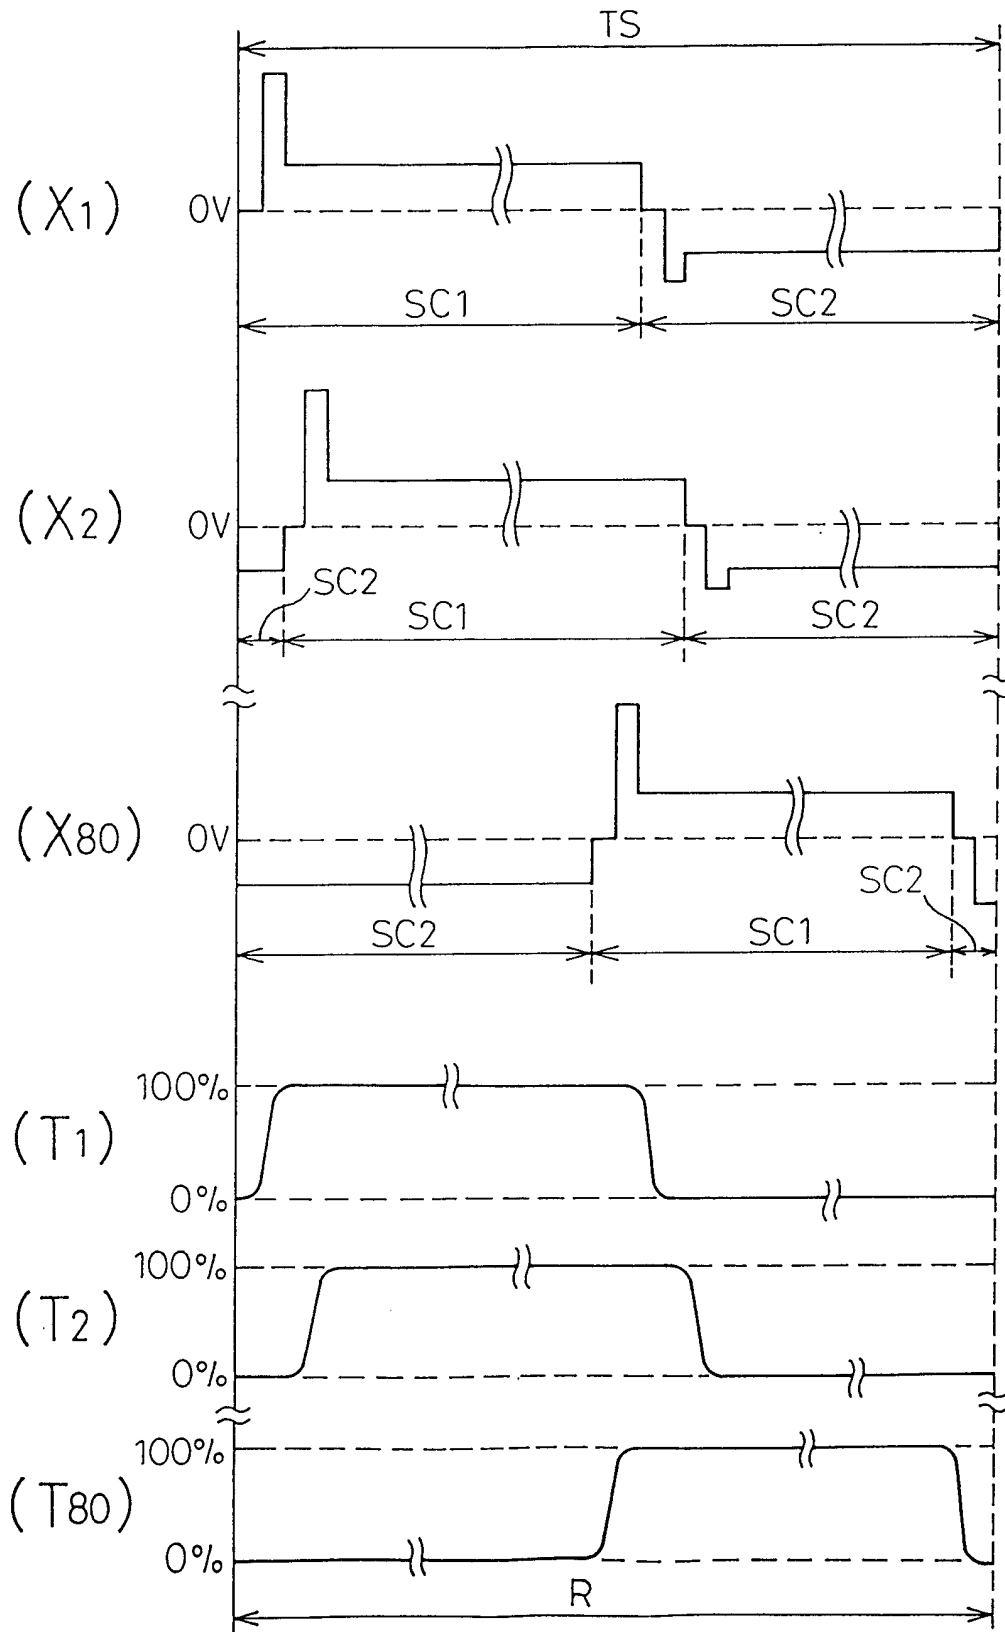 TS
(X1)
0V
SC1
SC2
(X2)
0V
SC2
SC1
SC2
(X80)
0V
SC2
SC2
SC1
100%
(T1)
0%
100%
(T2)
0%
100%
(T80)
0%
R